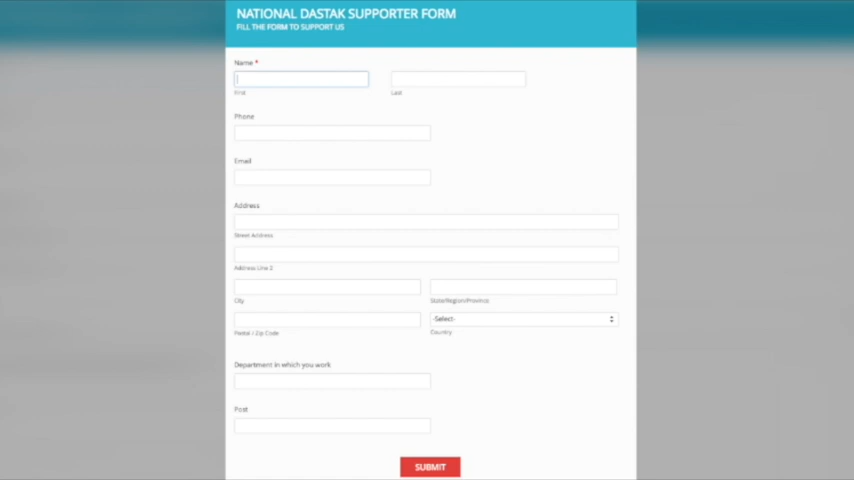 NATIONAL DASTAK SUPPORTER FORM
FILL THE FORM TO SUPPORT US
Name *
First
Last
Phone
Email
Address
Street Address
Address Line 2
City
State/Region/Province
-Select-
Postal / Zip Code
Country
Department in which you work
Post
SUBMIT